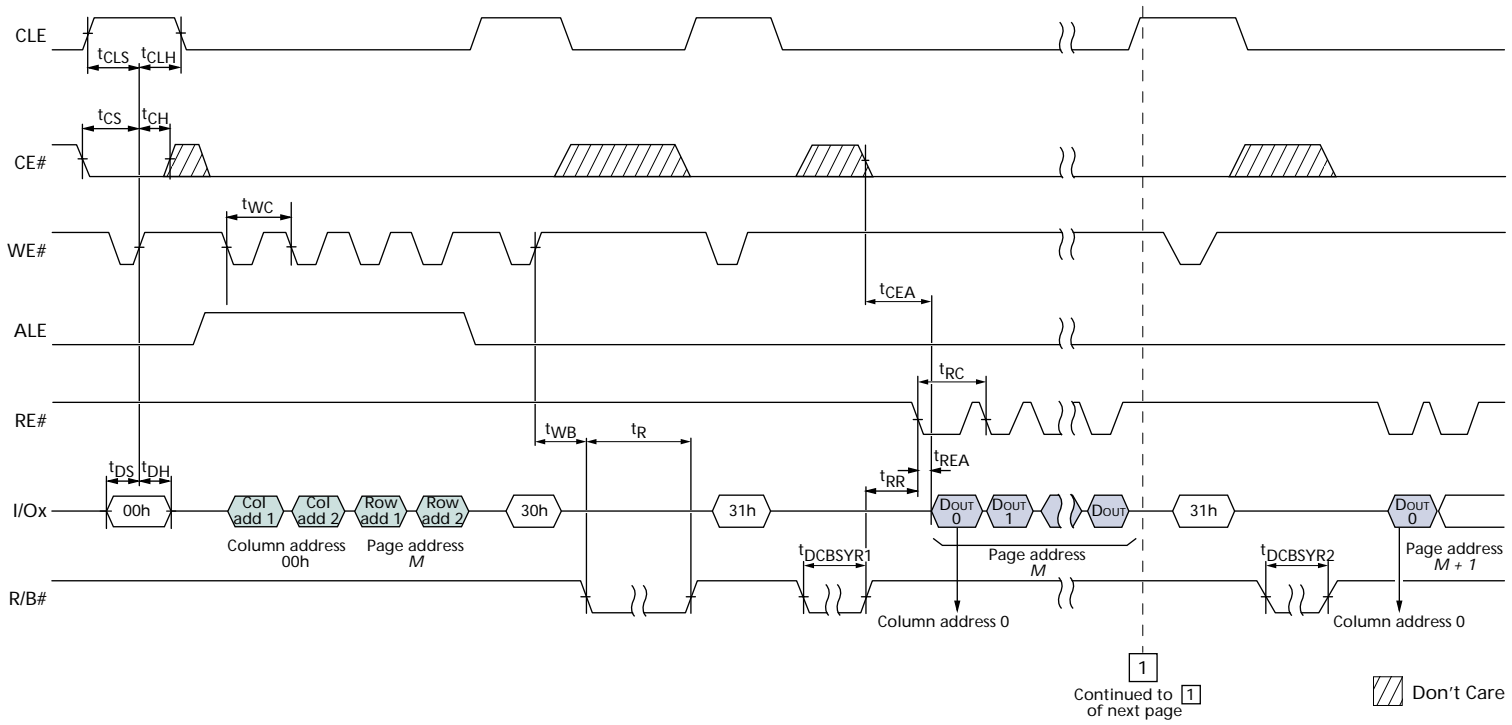 CLE
tCLS tCLH
tCS tCH
CE#
tWC
WE#
tCEA
ALE
tRC
RE#
tWB tR
tREA
tDS tDH
tRR
I/Ox
00h
Col add 1
Col add 2
Row add 1
Row add 2
30h
31h
DOUT 0
DOUT 1
DOUT
31h
DOUT 0
Column address 00h
Page address M
tDCBSYR1
Page address M
tDCBSYR2
Page address M + 1
R/B#
Column address 0
Column address 0
1
Continued to 1
of next page
Don't Care